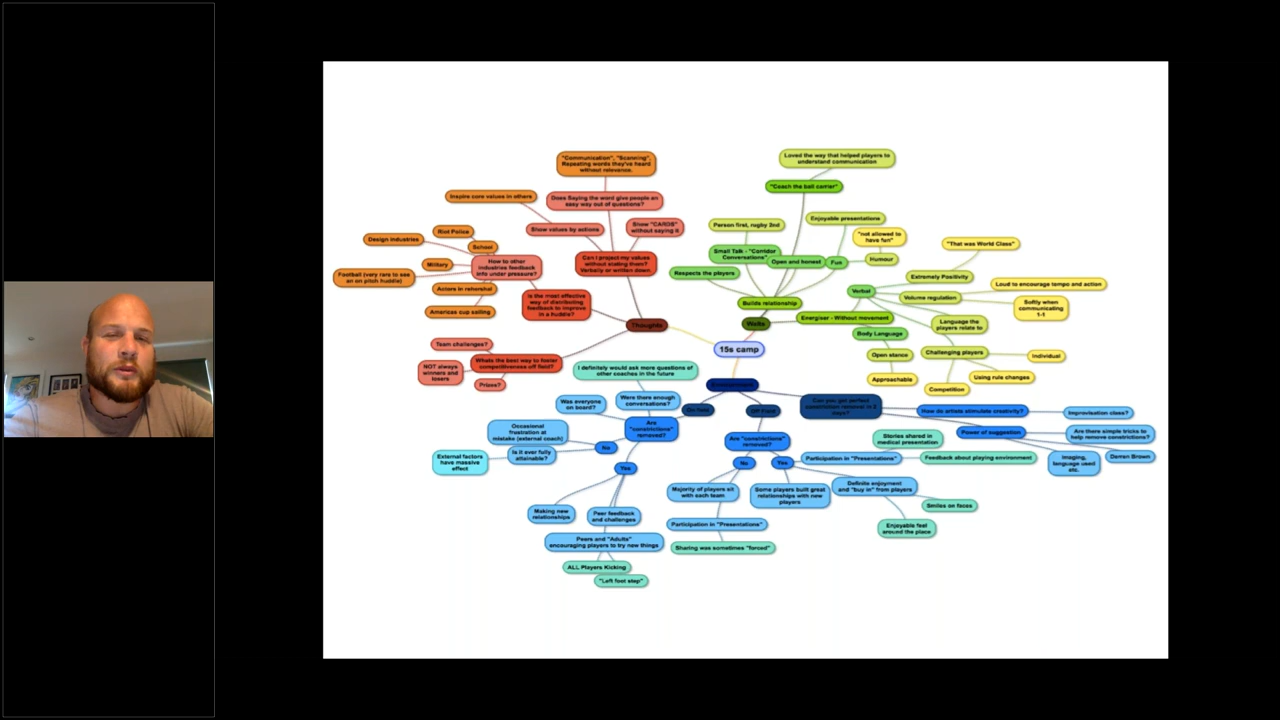 "Communication", "Scanning".
Repeating words they've heard
without relevance.
Inspire core values in others
Does Saying the word give people an
easy way out of questions?
Show values by actions
Show "CARDS"
without saying it
Riot Police
Design industries
School
Military
How to other
industries feedback
info under pressure?
Can I project my values
without stating them?
Verbally or written down.
Football (very rare to see
an on pitch huddle)
Actors in rehersal
Americas cup sailing
Is the most effective
way of distributing
feedback to improve
in a huddle?
Thoughts
Team challenges?
NOT always
winners and
losers
Whats the best way to foster
competitiveness off field?
Prizes?
Loved the way that helped players to
understand communication
"Coach the ball carrier"
Person first, rugby 2nd
Enjoyable presentations
"not allowed to
have fun"
"That was World Class"
Small Talk - "Corridor
Conversations".
Open and honest
Fun
Humour
Respects the players
Extremely Positivity
Verbal
Volume regulation
Loud to encourage tempo and action
Softly when
communicating
1-1
Builds relationship
Walts
Energiser - Without movement
Language the
players relate to
Body Language
15s camp
Open stance
Challenging players
Individual
Approachable
Using rule changes
Competition
I definitely would ask more questions of
other coaches in the future
Environment
Was everyone
on board?
Were there enough
conversations?
On field
Off Field
Can you get perfect
constriction removal in 2
days?
How do artists stimulate creativity?
Improvisation class?
Occasional
frustration at
mistake (external coach)
Are
"constrictions"
removed?
Are "constrictions"
removed?
Power of suggestion
Are there simple tricks to
help remove constrictions?
Stories shared in
medical presentation
No
Is it ever fully
attainable?
External factors
have massive
effect
Yes
No
Yes
Participation in "Presentations"
Feedback about playing environment
Imaging,
language used
etc.
Darren Brown
Majority of players sit
with each team
Some players built great
relationships with new
players
Definite enjoyment
and "buy in" from players
Smiles on faces
Making new
relationships
Peer feedback
and challenges
Participation in "Presentations"
Enjoyable feel
around the place
Peers and "Adults"
encouraging players to try new things
Sharing was sometimes "forced"
ALL Players Kicking
"Left foot step"